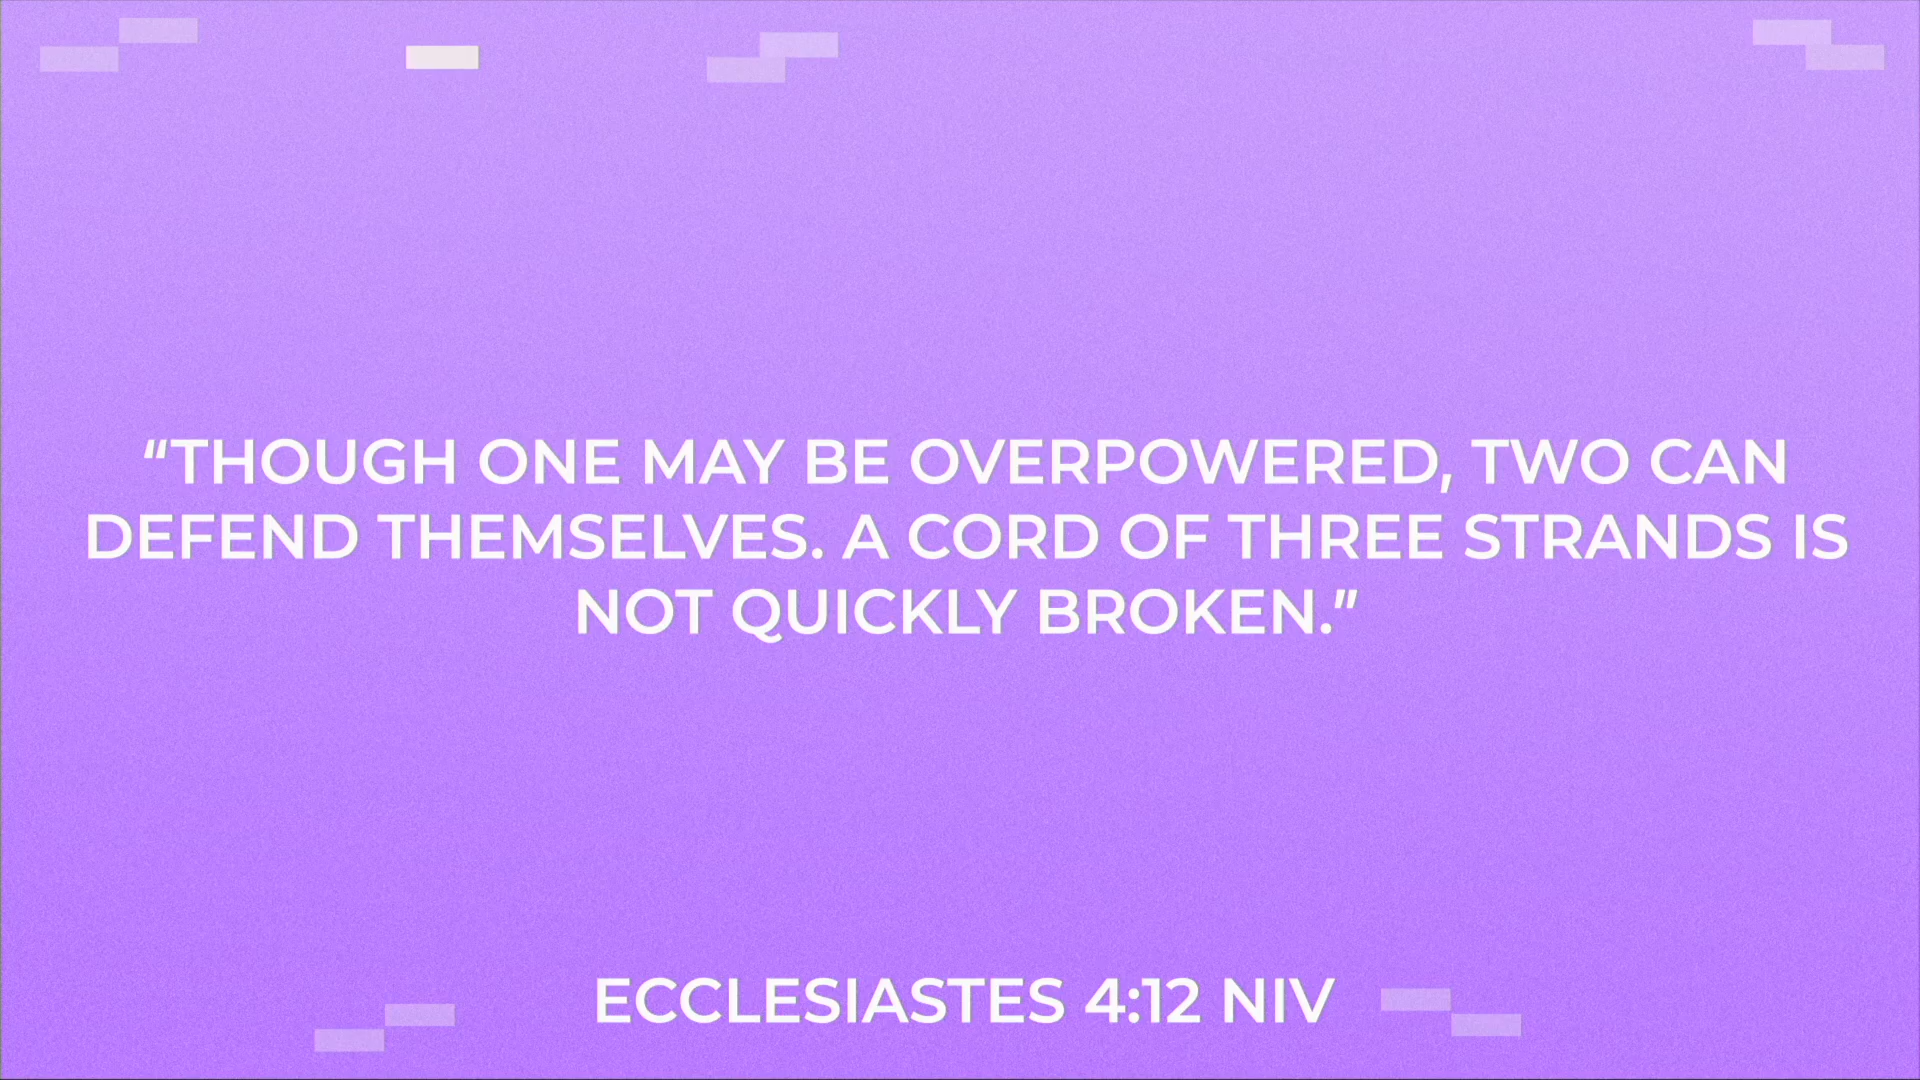 “THOUGH ONE MAY BE OVERPOWERED, TWO CAN
DEFEND THEMSELVES. A CORD OF THREE STRANDS IS
NOT QUICKLY BROKEN.”
ECCLESIASTES 4:12 NIV